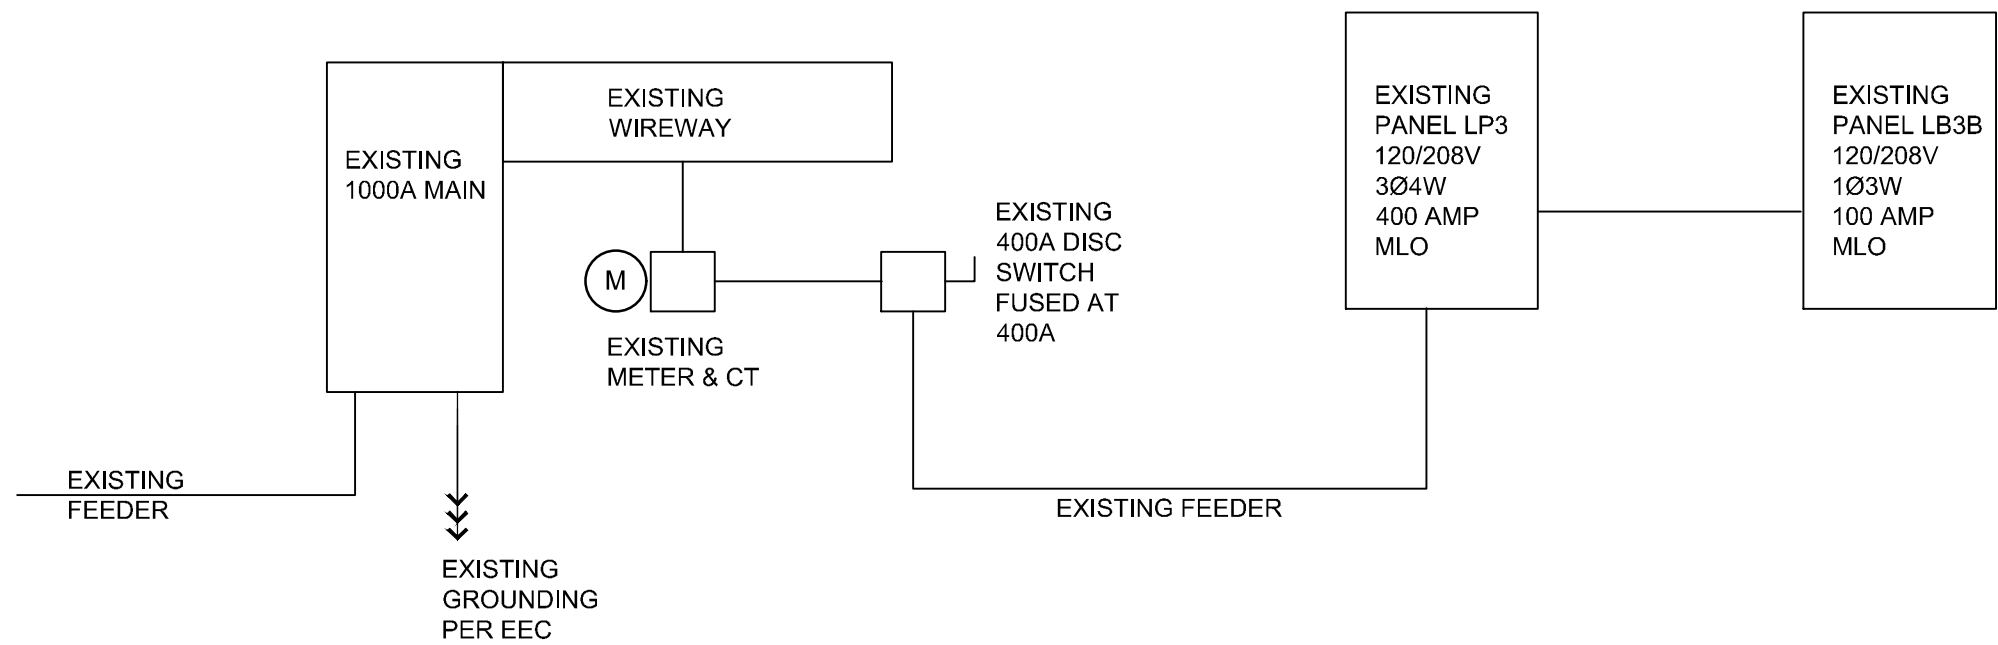 EXISTING
1000A MAIN
EXISTING
WIREWAY
M
EXISTING
METER & CT
EXISTING
400A DISC
SWITCH
FUSED AT
400A
EXISTING
PANEL LP3
120/208V
3Ø4W
400 AMP
MLO
EXISTING
PANEL LB3B
120/208V
1Ø3W
100 AMP
MLO
EXISTING
FEEDER
EXISTING
GROUNDING
PER EEC
EXISTING FEEDER